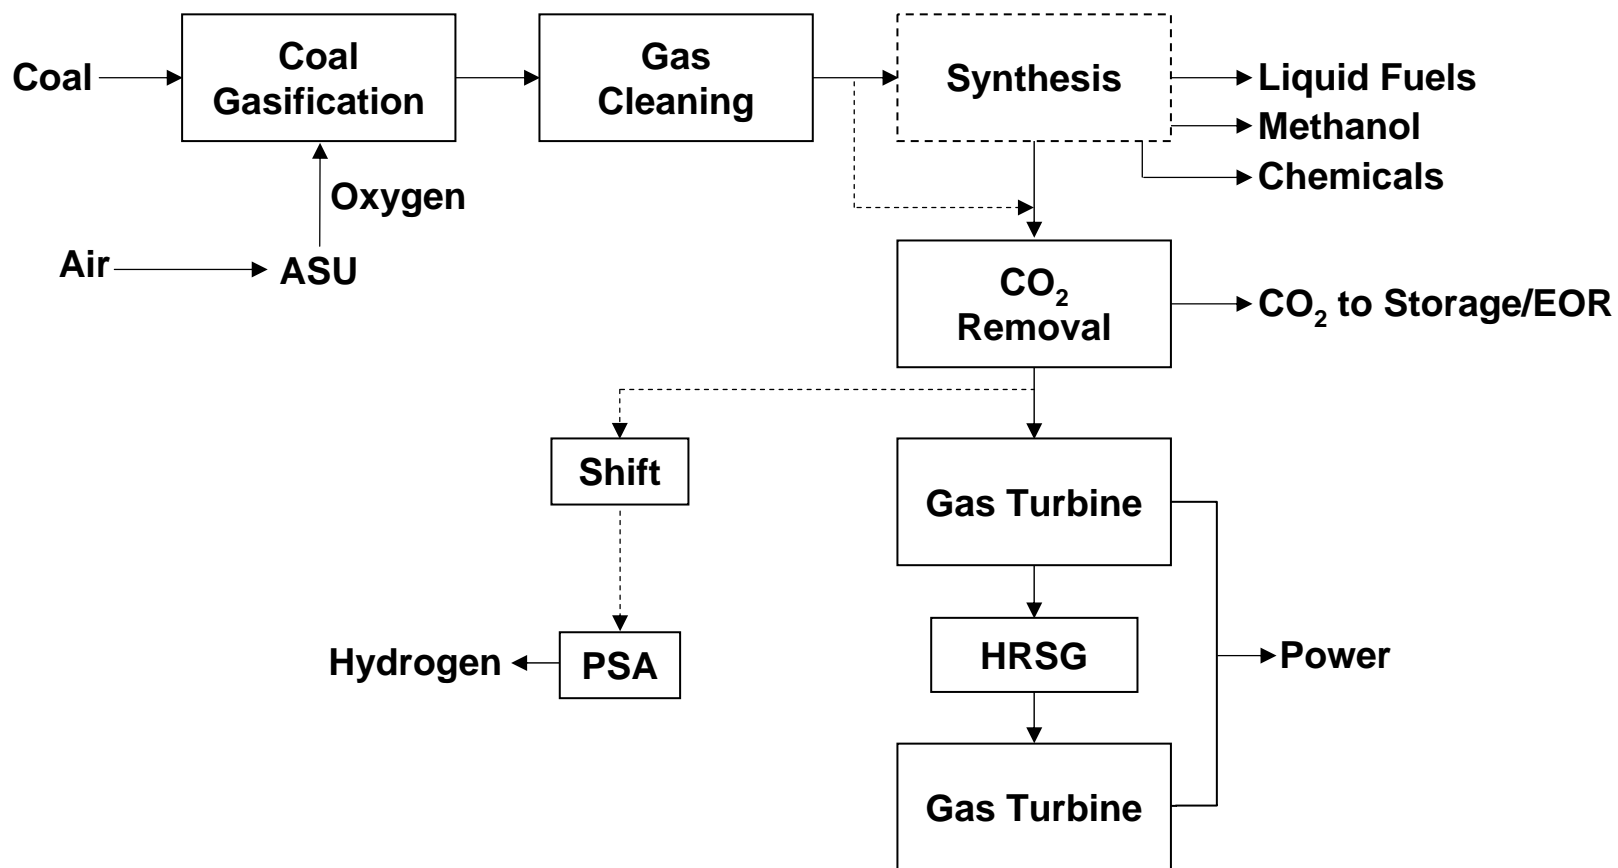 Coal
Coal
Gasification
Gas
Cleaning
Synthesis
Liquid Fuels
Methanol
Chemicals
Oxygen
Air
ASU
CO₂
Removal
CO₂ to Storage/EOR
Shift
Gas Turbine
Hydrogen
PSA
HRSG
Power
Gas Turbine